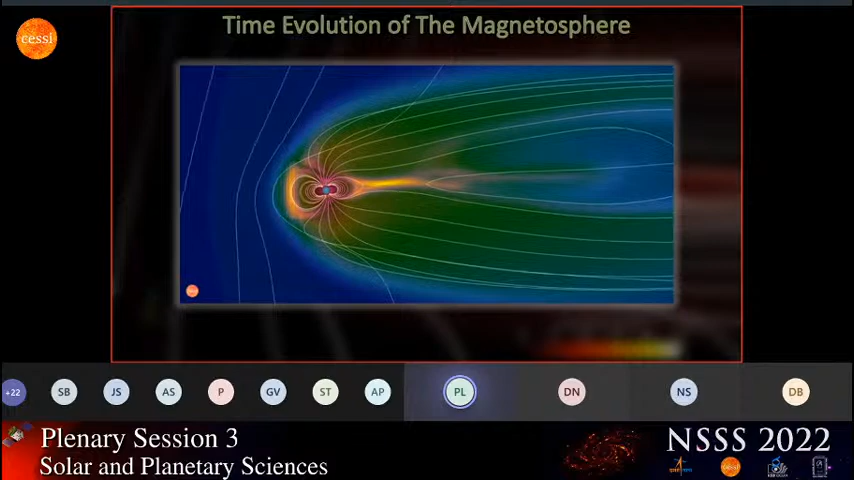 Time Evolution of The Magnetosphere
cessi
+22
SB
JS
AS
P
GV
ST
AP
PL
DN
NS
DB
Plenary Session 3
Solar and Planetary Sciences
NSSS 2022
cessi